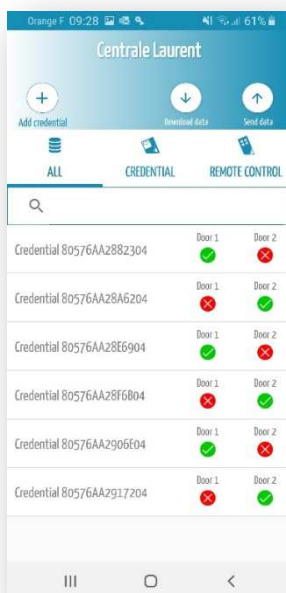 Orange F 09:28 61%
Centrale Laurent
Add credential Download data Send data
ALL CREDENTIAL REMOTE CONTROL
Door 1 Door 2
Credential 80576AA2882304
Door 1 Door 2
Credential 80576AA28A6204
Door 1 Door 2
Credential 80576AA28E6904
Door 1 Door 2
Credential 80576AA28F6B04
Door 1 Door 2
Credential 80576AA2906E04
Door 1 Door 2
Credential 80576AA2917204